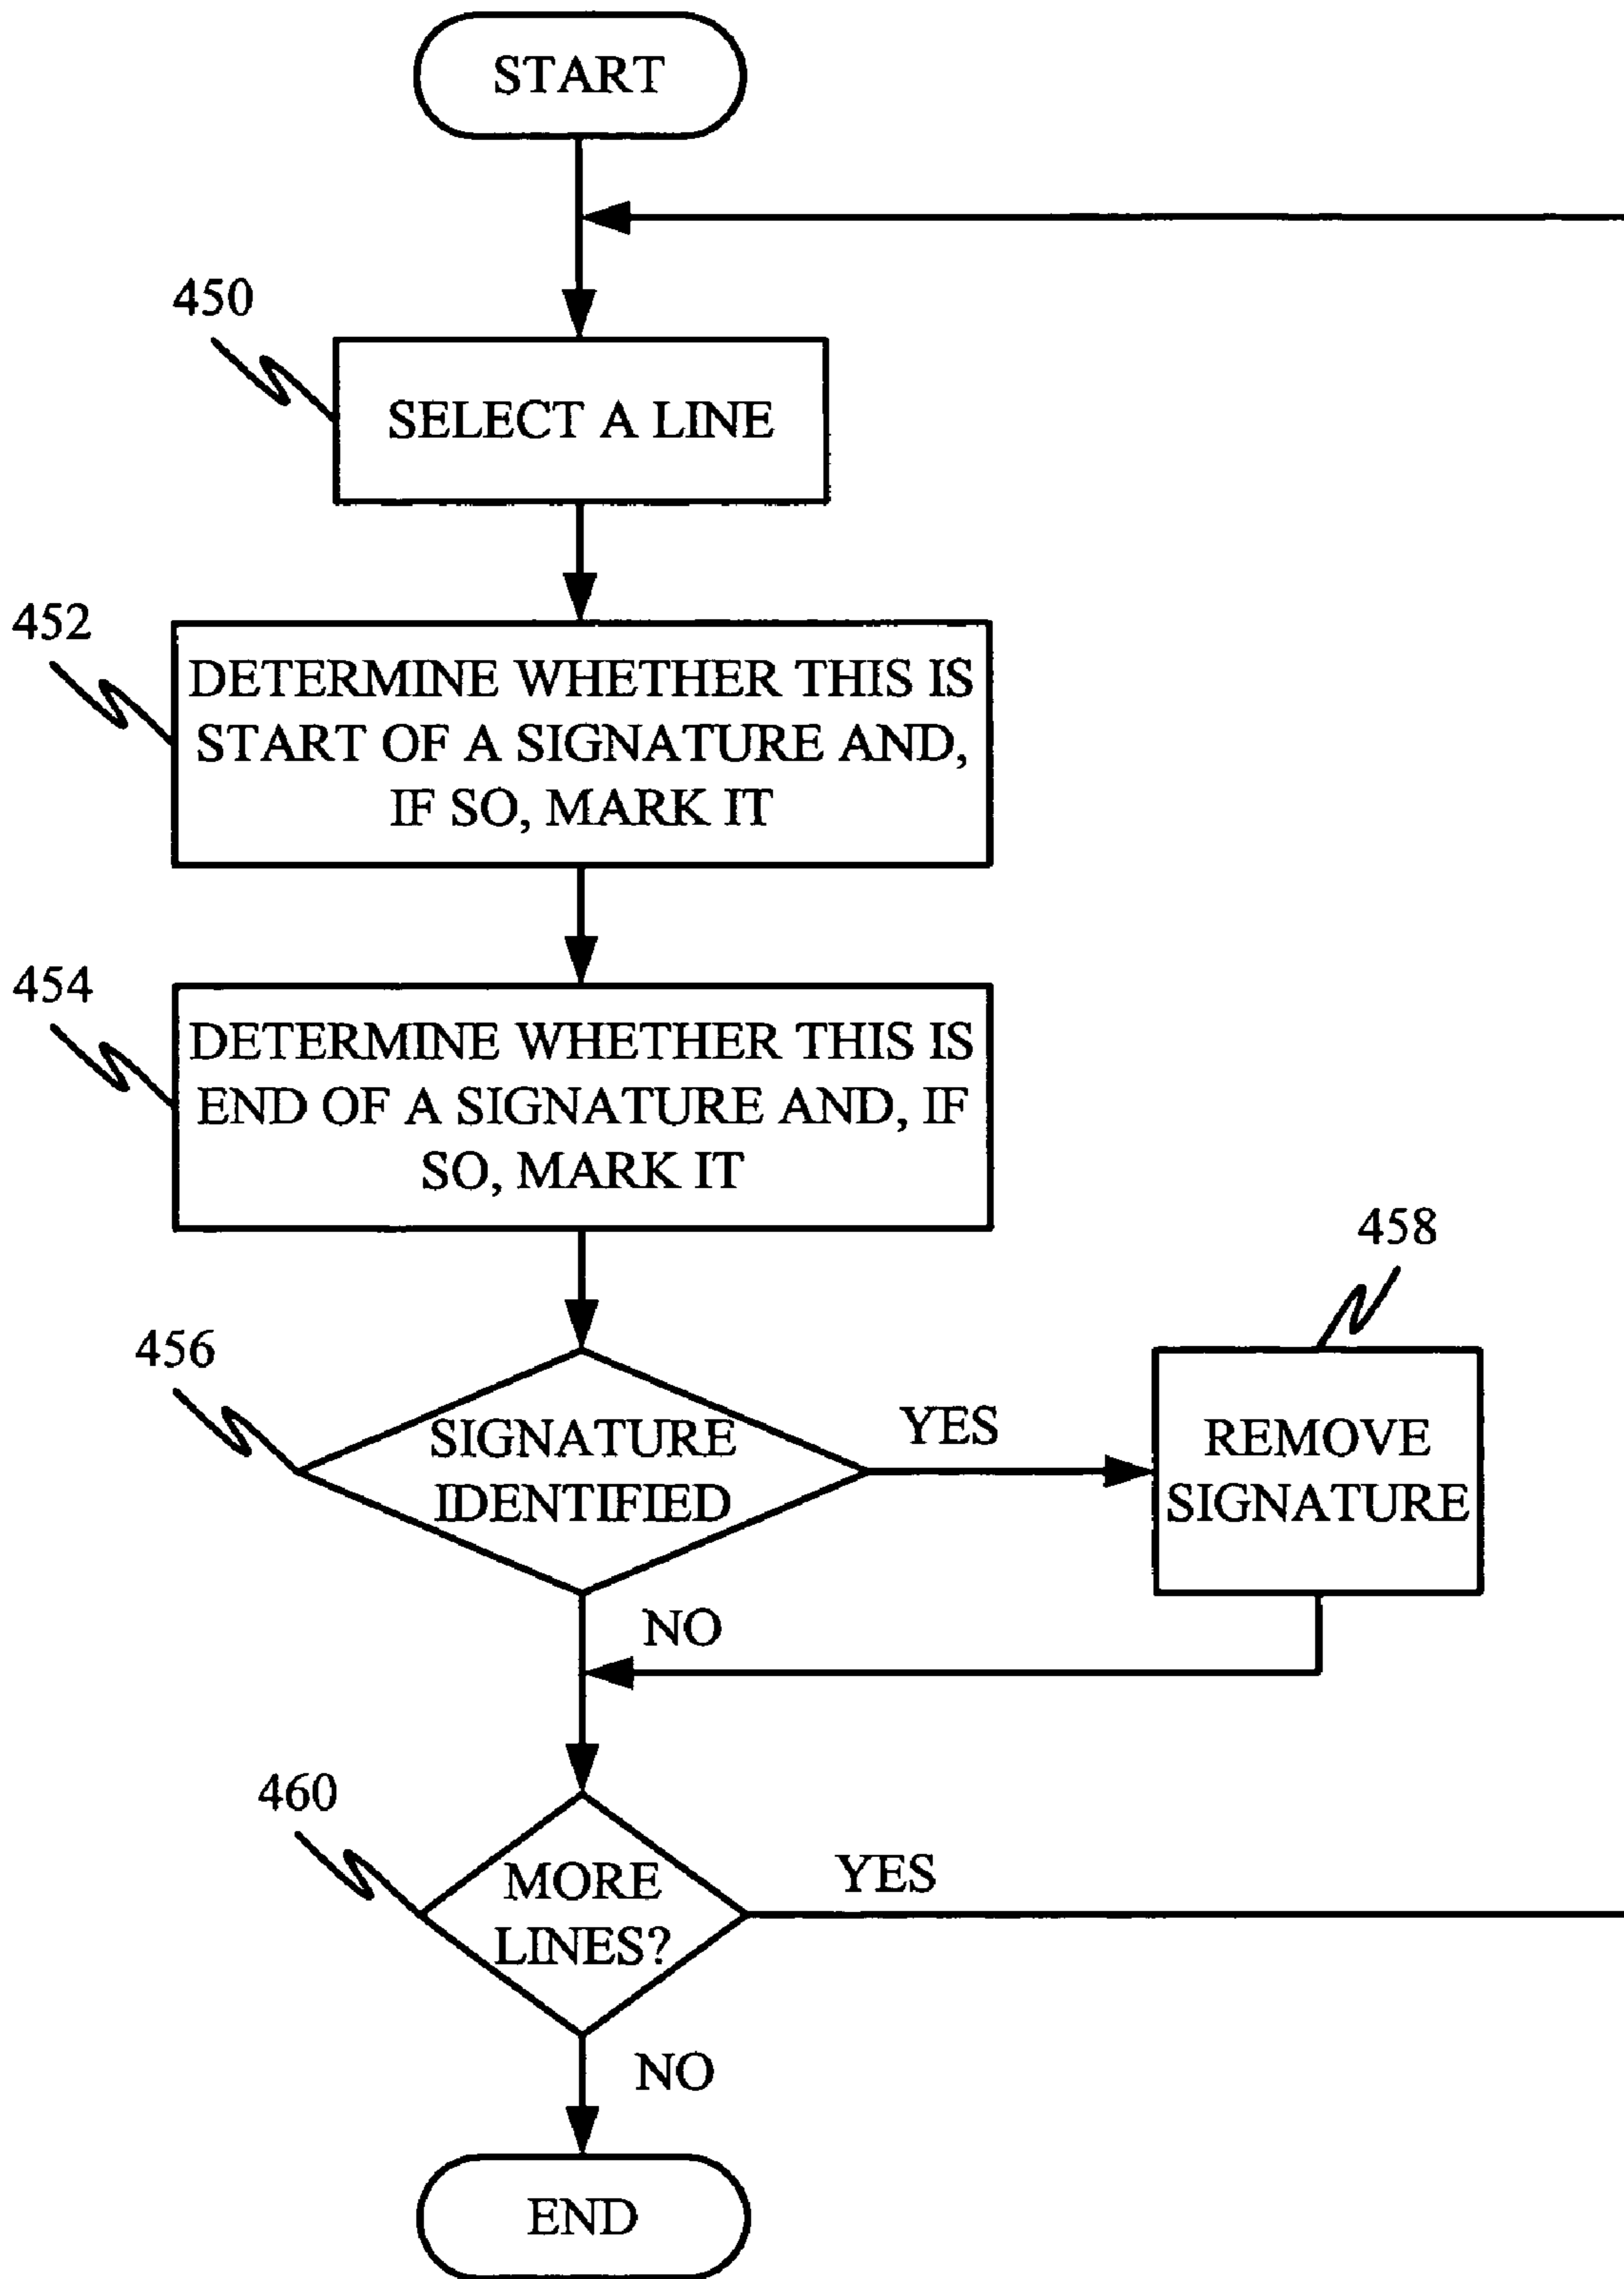 START
450
SELECT A LINE
452
DETERMINE WHETHER THIS IS
START OF A SIGNATURE AND,
IF SO, MARK IT
454
DETERMINE WHETHER THIS IS
END OF A SIGNATURE AND, IF
SO, MARK IT
456
SIGNATURE
IDENTIFIED
YES
458
REMOVE
SIGNATURE
NO
460
MORE
LINES?
YES
NO
END